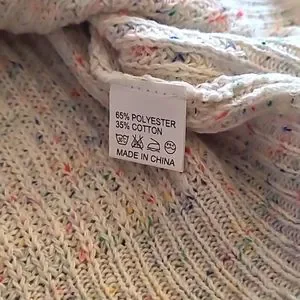 65% POLYESTER
35% COTTON
MADE IN CHINA